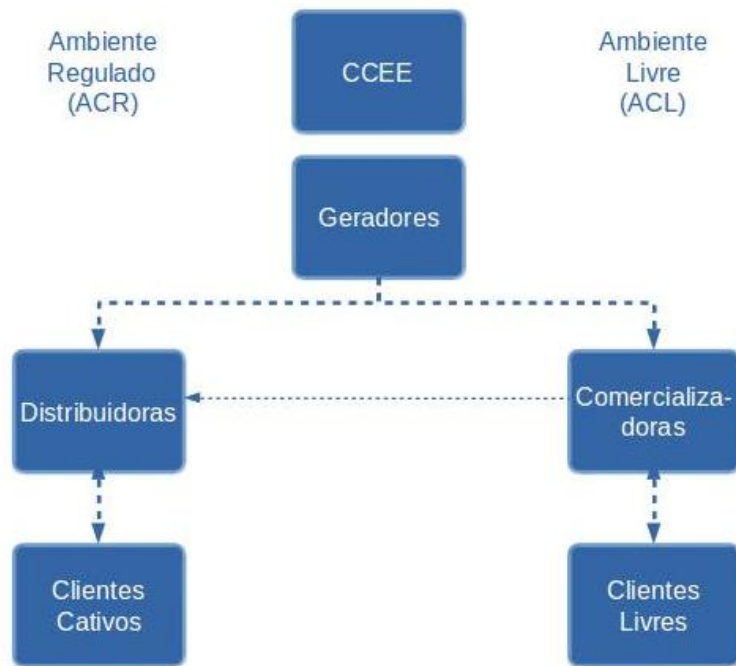 Ambiente
Regulado
(ACR)
CCEE
Ambiente
Livre
(ACL)
Geradores
Distribuidoras
Comercializa-
doras
Clientes
Cativos
Clientes
Livres